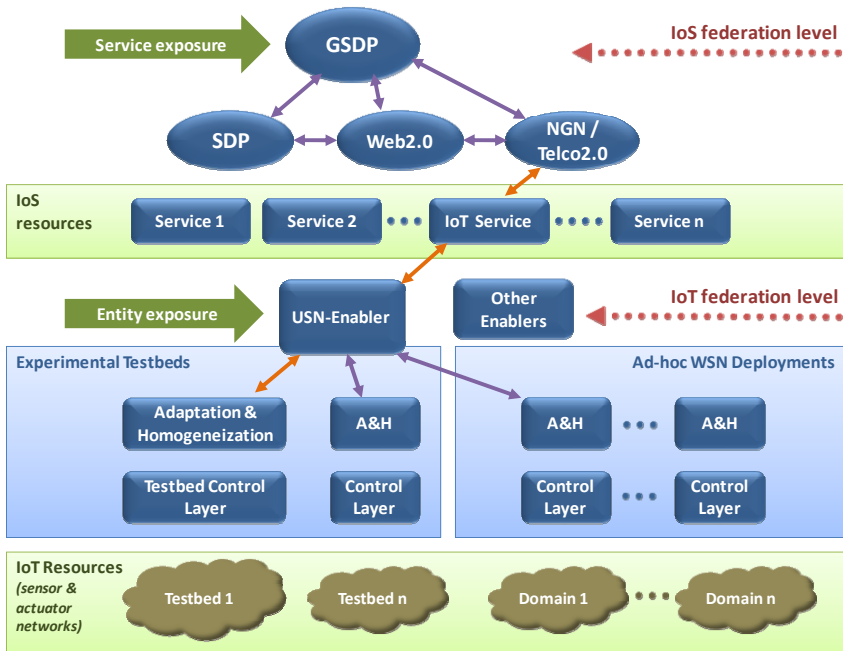 Service exposure
GSDP
IoS federation level
SDP
Web2.0
NGN /
Telco2.0
IoS
resources
Service 1
Service 2
IoT Service
Service n
Entity exposure
USN-Enabler
Other
Enablers
IoT federation level
Experimental Testbeds
Ad-hoc WSN Deployments
Adaptation &
Homogeneization
A&H
A&H
A&H
Testbed Control
Layer
Control
Layer
Control
Layer
Control
Layer
IoT Resources
(sensor &
actuator
networks)
Testbed 1
Testbed n
Domain 1
Domain n